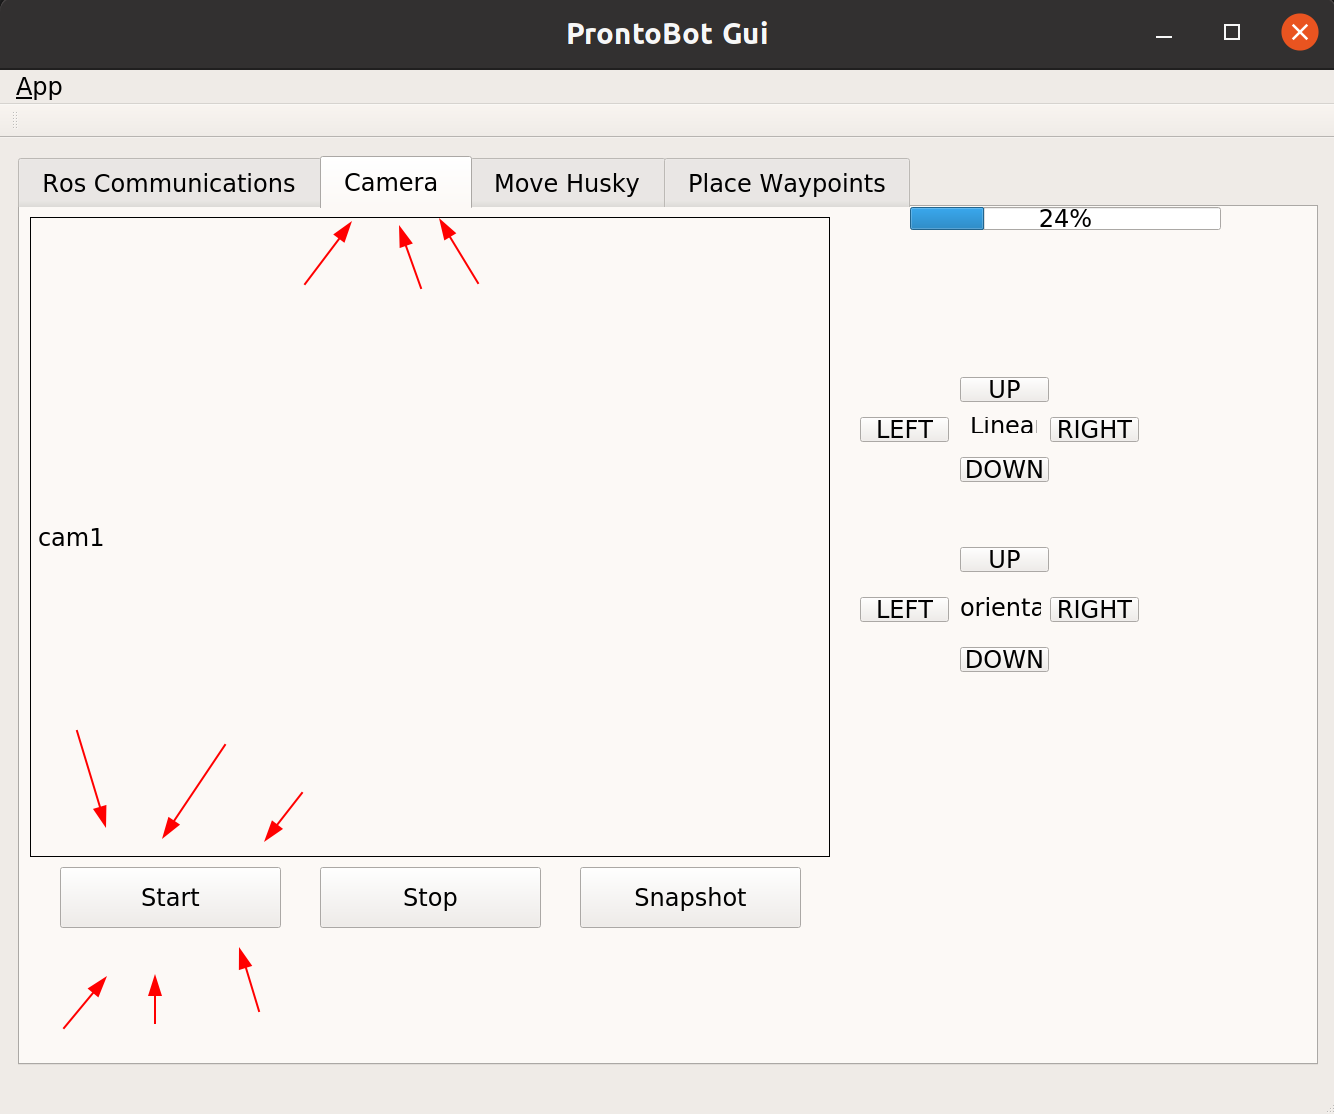 ProntoBot Gui
App
Ros Communications Camera Move Husky Place Waypoints
24%
UP
LEFT Linea RIGHT
DOWN
cam1
UP
LEFT orienta RIGHT
DOWN
Start Stop Snapshot